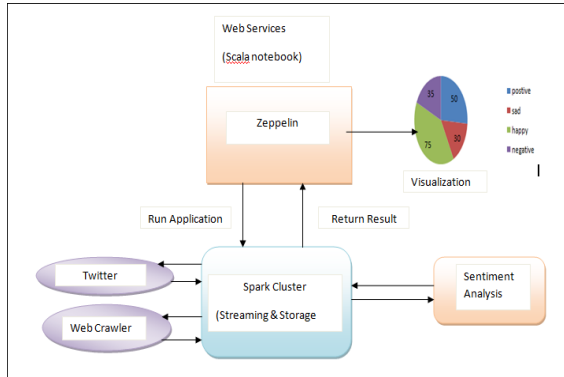 Web Services
(Scala notebook)
Zeppelin
35
50
75
30
postive
sad
happy
negative
Visualization
Run Application
Return Result
Twitter
Web Crawler
Spark Cluster
(Streaming & Storage
Sentiment
Analysis